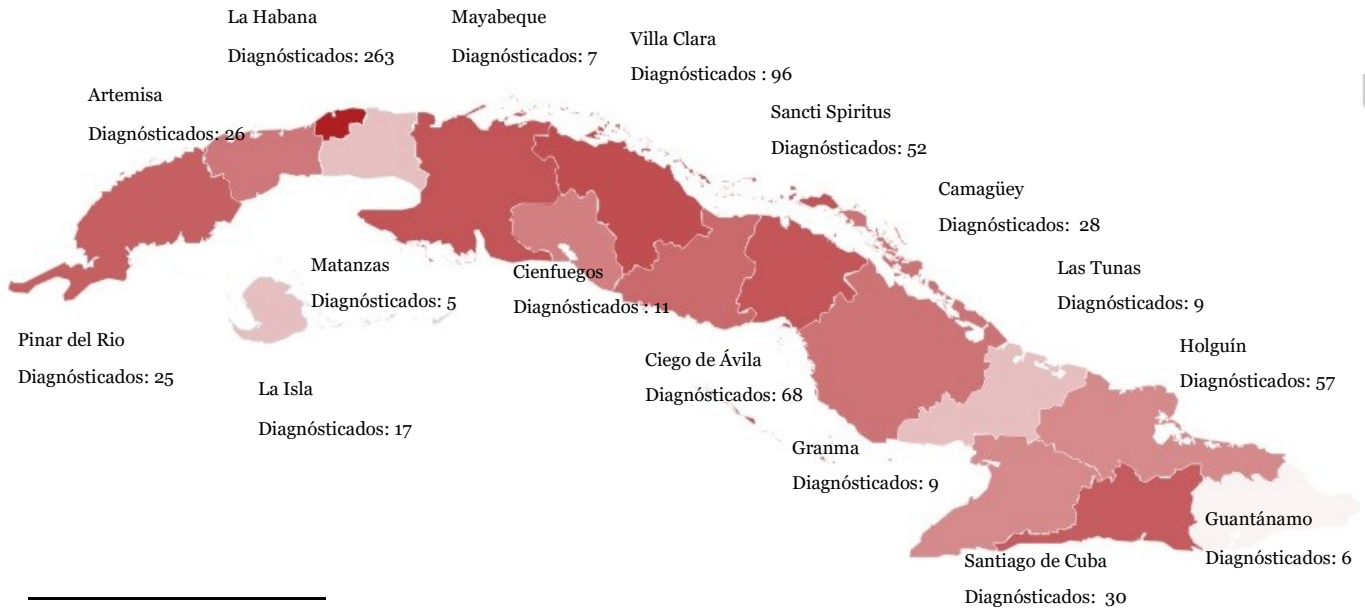 La Habana
Diagnósticados: 263
Mayabeque
Diagnósticados: 7
Villa Clara
Diagnósticados : 96
Artemisa
Diagnósticados: 26
Sancti Spiritus
Diagnósticados: 52
Camagüey
Diagnósticados: 28
Matanzas
Diagnósticados: 5
Cienfuegos
Diagnósticados : 11
Las Tunas
Diagnósticados: 9
Pinar del Rio
Diagnósticados: 25
La Isla
Diagnósticados: 17
Ciego de Ávila
Diagnósticados: 68
Holguín
Diagnósticados: 57
Granma
Diagnósticados: 9
Guantánamo
Diagnósticados: 6
Santiago de Cuba
Diagnósticados: 30